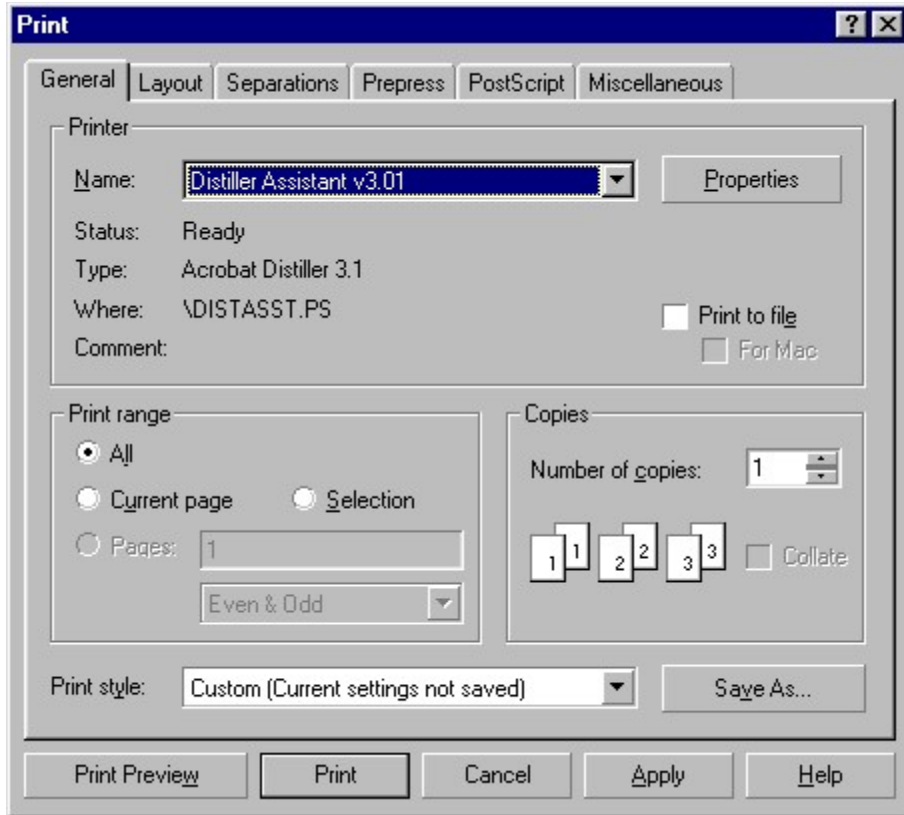 Print
General Layout Separations Prepress PostScript Miscellaneous
Printer
Name: Distiller Assistant v3.01 Properties
Status: Ready
Type: Acrobat Distiller 3.1
Where: \DISTASST.PS
Print to file
Comment:
For Mac
Print range
All
Current page Selection
Pages: 1
Even & Odd
Copies
Number of copies: 1
1 1 2 2 3 3 Collate
Print style: Custom (Current settings not saved) Save As...
Print Preview Print Cancel Apply Help